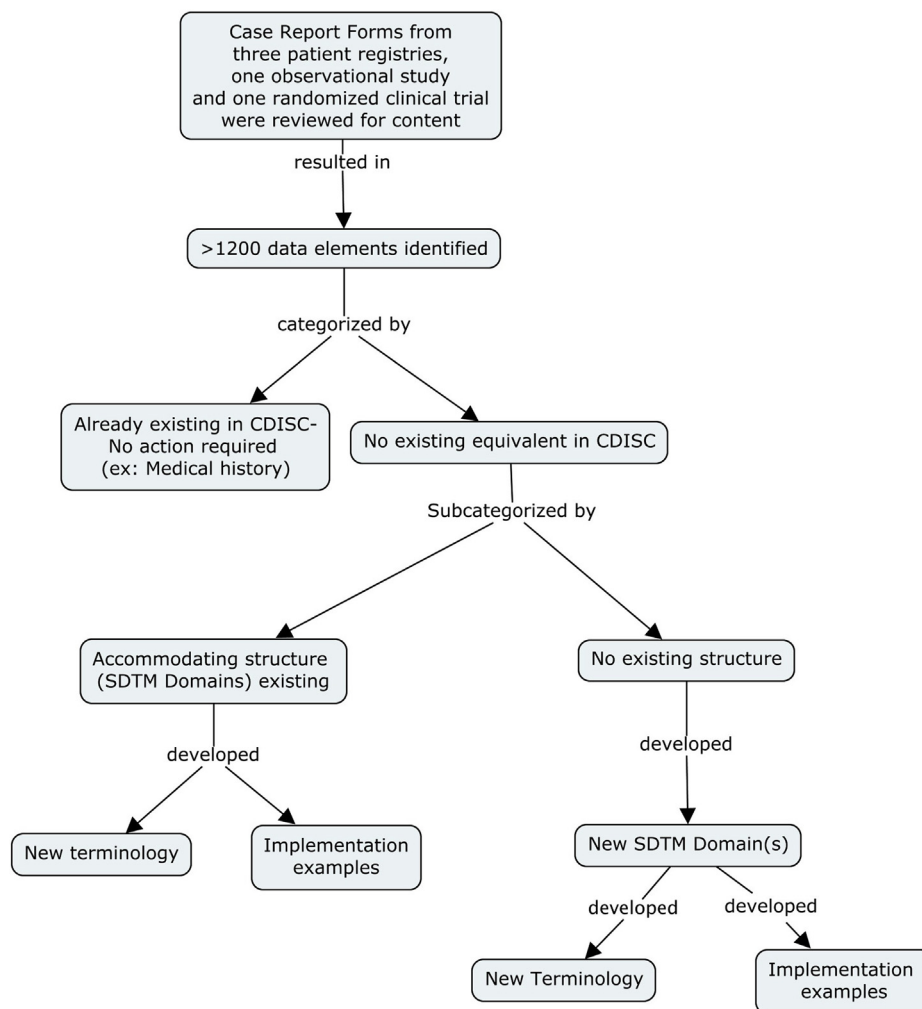 Case Report Forms from
three patient registries,
one observational study
and one randomized clinical trial
were reviewed for content
resulted in
>1200 data elements identified
categorized by
Already existing in CDISC-
No action required
(ex: Medical history)
No existing equivalent in CDISC
Subcategorized by
Accommodating structure
(SDTM Domains) existing
No existing structure
developed
developed
New terminology
Implementation
examples
New SDTM Domain(s)
developed
developed
New Terminology
Implementation
examples